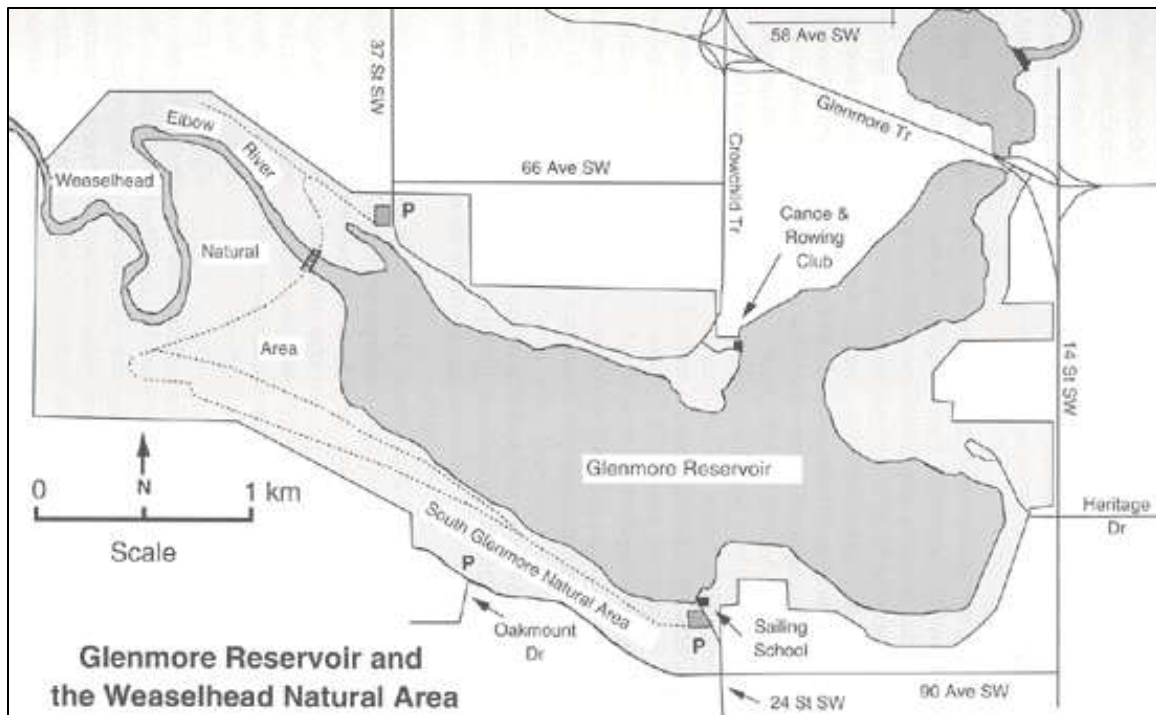 58 Ave SW
37 St SW
Glenmore Tr
Elbow
River
Weaselhead
66 Ave SW
P
Crowchild Tr
Canoe &
Rowing
Club
Natural
Area
14 St SW
Glenmore Reservoir
0
N
1 km
Scale
Heritage
Dr
South Glenmore Natural Area
P
Oakmount
Dr
Sailing
School
P
Glenmore Reservoir and
the Weaselhead Natural Area
24 St SW
90 Ave SW